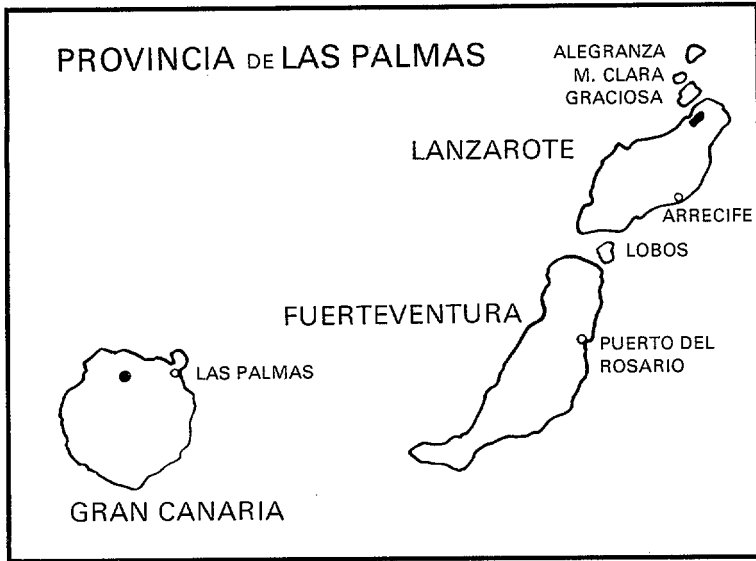 PROVINCIA DE LAS PALMAS
ALEGRANZA
M. CLARA
GRACIOSA
LANZAROTE
ARRECIFE
LOBOS
FUERTEVENTURA
PUERTO DEL
ROSARIO
LAS PALMAS
GRAN CANARIA